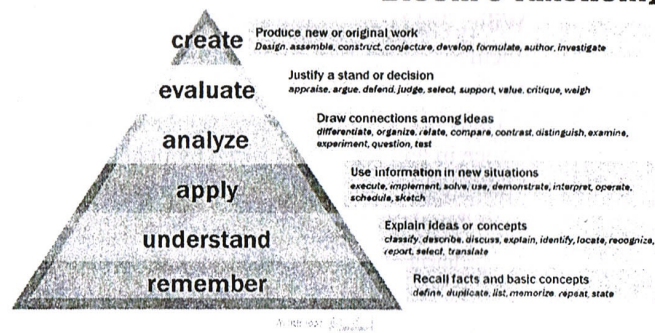 create
Produce new or original work
Design, assemble, construct, conjecture, develop, formulate, author, investigate
evaluate
Justify a stand or decision
appraise, argue, defend, judge, select, support, value, critique, weigh
analyze
Draw connections among ideas
differentiate, organize, relate, compare, contrast, distinguish, examine,
experiment, question, test
apply
Use information in new situations
execute, implement, solve, use, demonstrate, interpret, operate,
schedule, sketch
understand
Explain ideas or concepts
classify, describe, discuss, explain, identify, locate, recognize,
report, select, translate
remember
Recall facts and basic concepts
define, duplicate, list, memorize, repeat, state